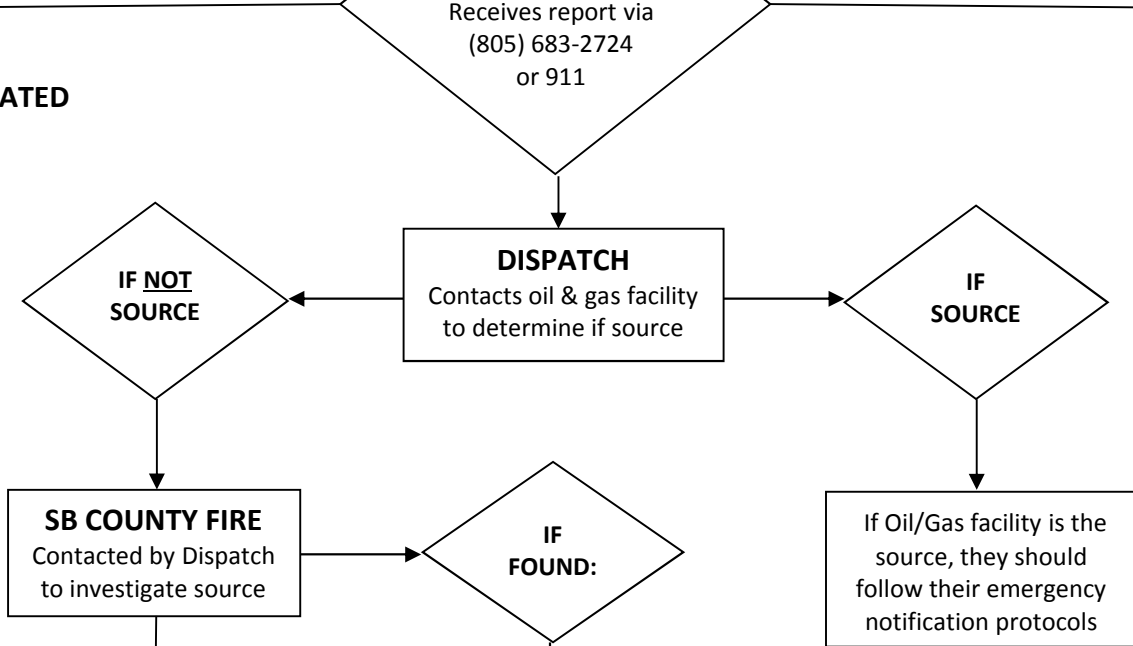 Receives report via
(805) 683-2724
or 911
ATED
DISPATCH
Contacts oil & gas facility
to determine if source
IF NOT
SOURCE
IF
SOURCE
SB COUNTY FIRE
Contacted by Dispatch
to investigate source
IF
FOUND:
If Oil/Gas facility is the
source, they should
follow their emergency
notification protocols